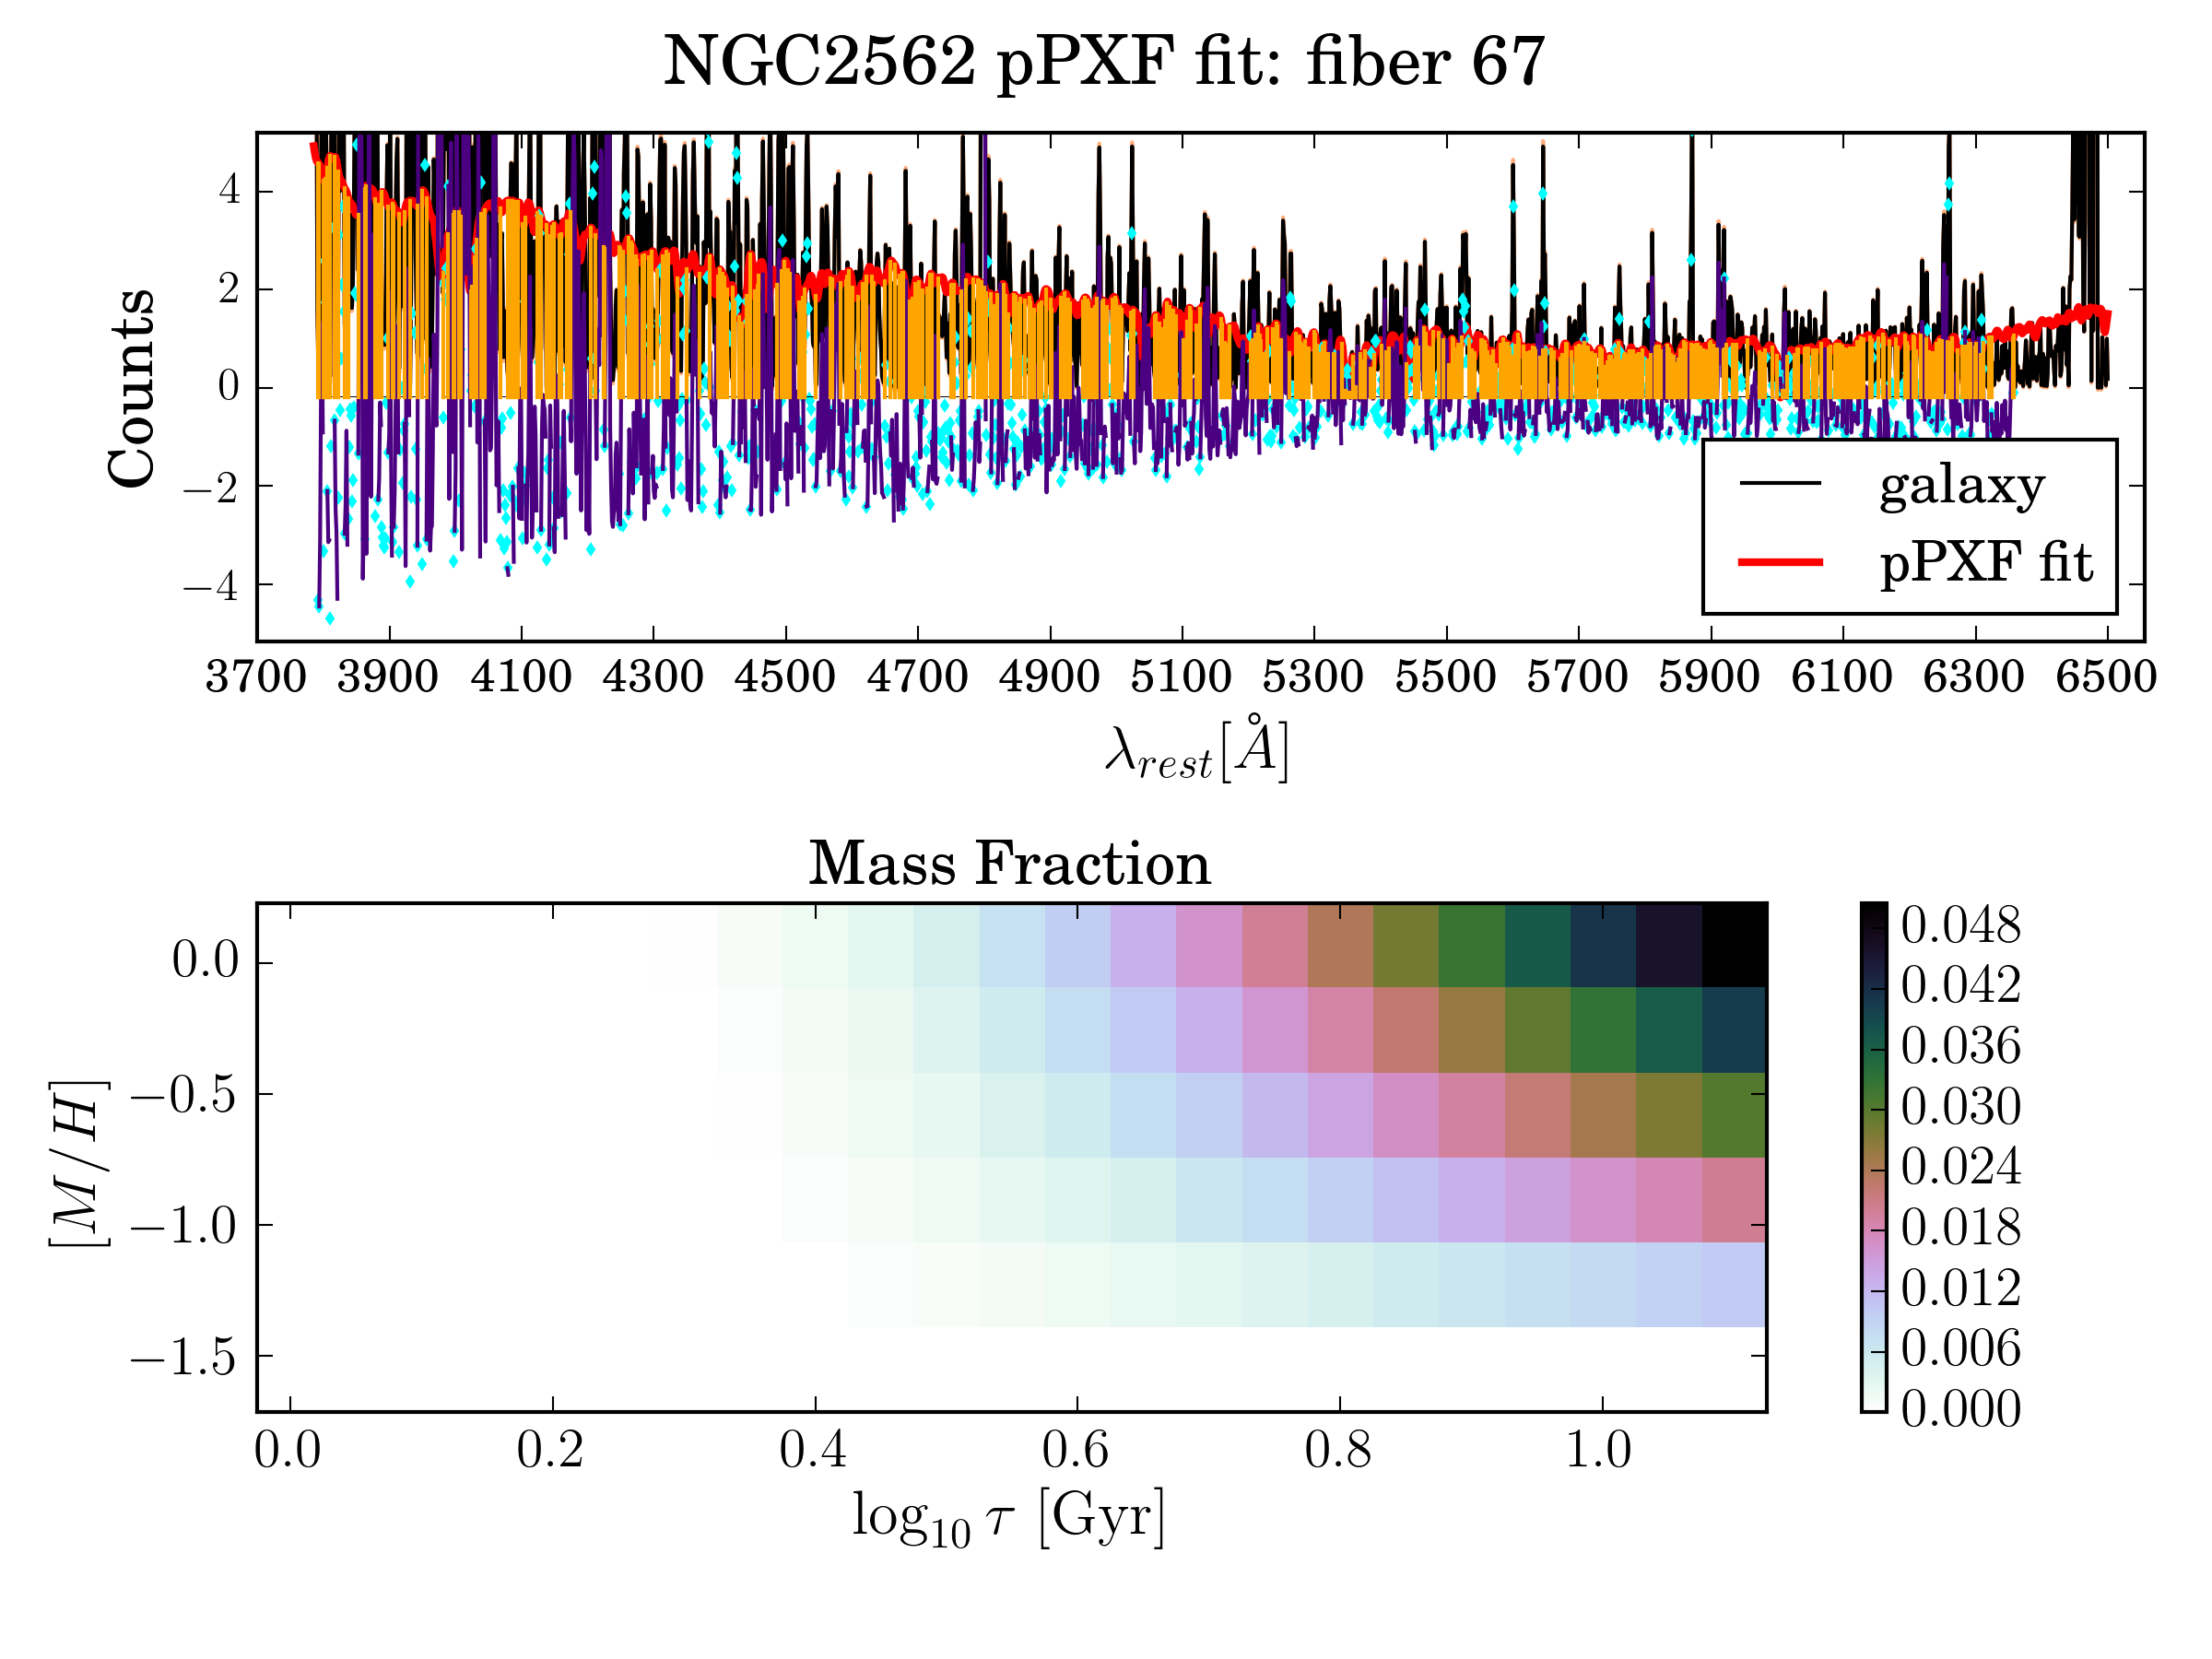 NGC2562 pPXF fit: fiber 67
Counts
4
2
0
−2
−4
galaxy
pPXF fit
3700 3900 4100 4300 4500 4700 4900 5100 5300 5500 5700 5900 6100 6300 6500
λrest[Å]
Mass Fraction
[M/H]
0.0
−0.5
−1.0
−1.5
0.048
0.042
0.036
0.030
0.024
0.018
0.012
0.006
0.000
0.0 0.2 0.4 0.6 0.8 1.0
log10 τ [Gyr]